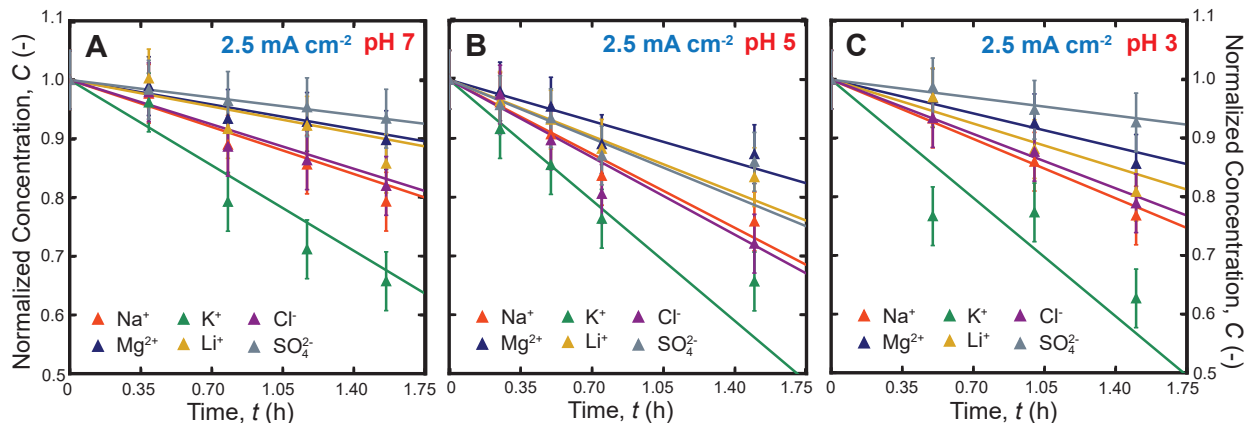 Normalized Concentration, C (-)
1.1
1.0
0.9
0.8
0.7
0.6
0.5
A
2.5 mA cm⁻² pH 7
Na⁺ K⁺ Cl⁻
Mg²⁺ Li⁺ SO₄²⁻
0 0.35 0.70 1.05 1.40 1.75
Time, t (h)
B
2.5 mA cm⁻² pH 5
Na⁺ K⁺ Cl⁻
Mg²⁺ Li⁺ SO₄²⁻
0 0.35 0.70 1.05 1.40 1.75
Time, t (h)
C
2.5 mA cm⁻² pH 3
Na⁺ K⁺ Cl⁻
Mg²⁺ Li⁺ SO₄²⁻
0 0.35 0.70 1.05 1.40 1.75
Time, t (h)
1.1
1.0
0.9
0.8
0.7
0.6
0.5
Normalized Concentration, C (-)